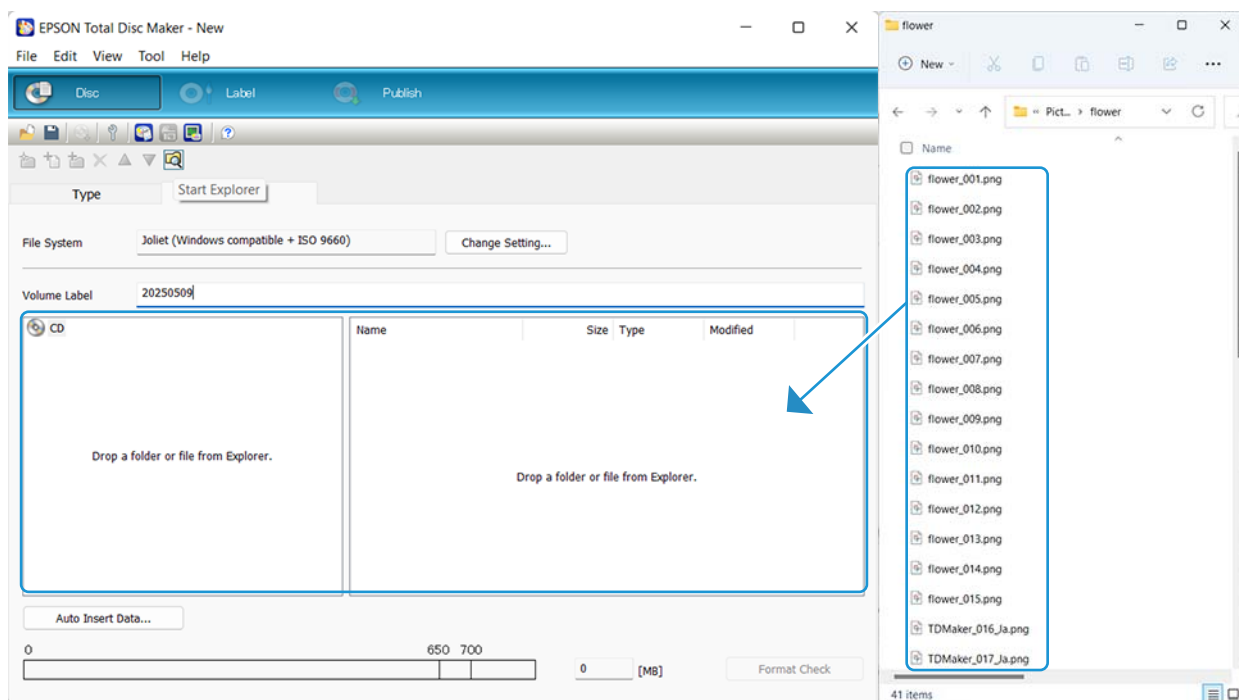 EPSON Total Disc Maker - New
File Edit View Tool Help
Disc Label Publish
Type Start Explorer
File System Joliet (Windows compatible + ISO 9660) Change Setting...
Volume Label 20250509
CD
Name Size Type Modified
Drop a folder or file from Explorer.
Drop a folder or file from Explorer.
Auto Insert Data...
0 650 700
0 [MB] Format Check
flower
New
« Pict... > flower
Name
flower_001.png
flower_002.png
flower_003.png
flower_004.png
flower_005.png
flower_006.png
flower_007.png
flower_008.png
flower_009.png
flower_010.png
flower_011.png
flower_012.png
flower_013.png
flower_014.png
flower_015.png
TDMaker_016_Ja.png
TDMaker_017_Ja.png
41 items